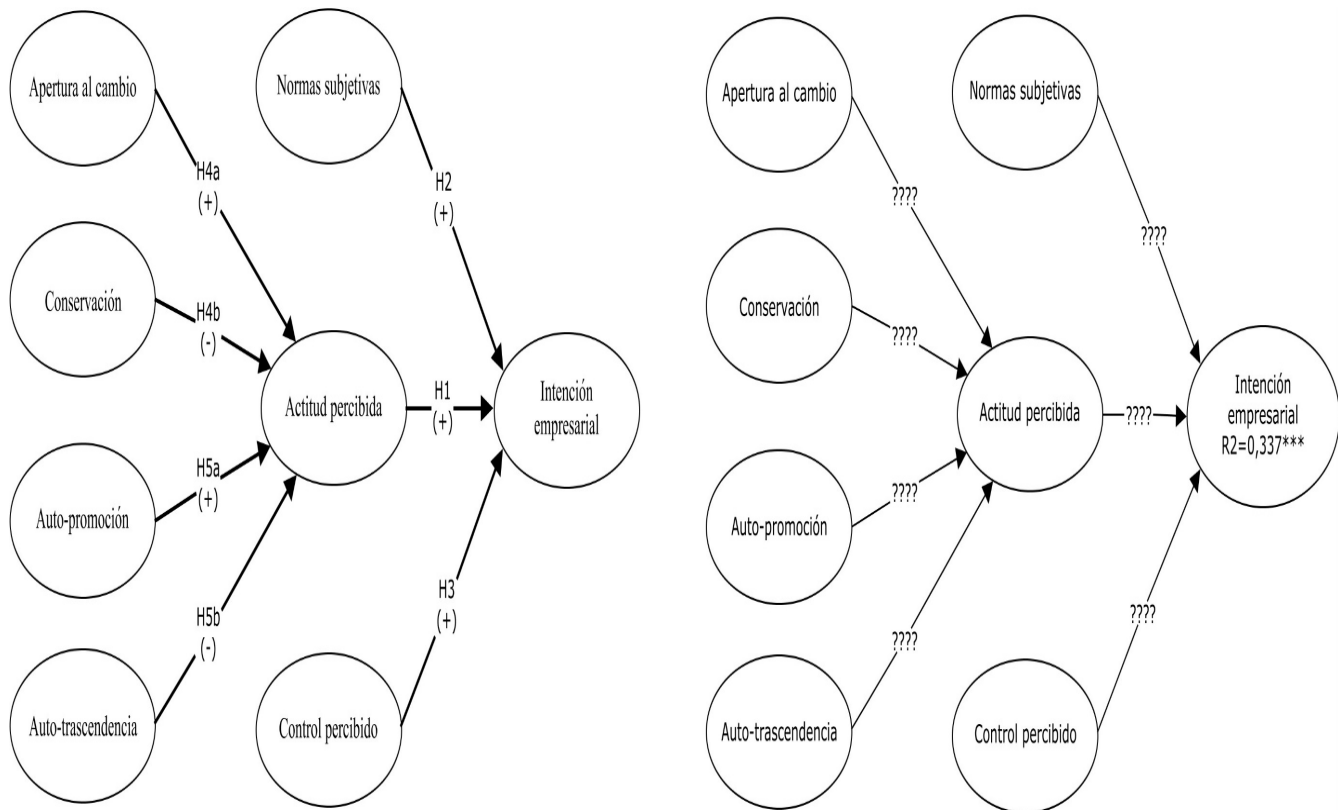 Apertura al cambio
Normas subjetivas
H4a
(+)
H2
(+)
Conservación
H4b
(-)
Actitud percibida
H1
(+)
Intención
empresarial
Auto-promoción
H5a
(+)
H5b
(-)
H3
(+)
Auto-trascendencia
Control percibido
Apertura al cambio
Normas subjetivas
????
????
Conservación
????
Actitud percibida
????
Intención
empresarial
R2=0,337***
Auto-promoción
????
????
????
Auto-trascendencia
Control percibido